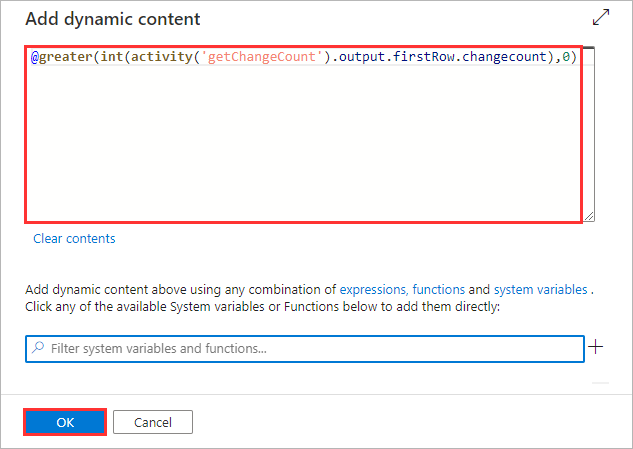 Add dynamic content
@greater(int(activity('getChangeCount').output.firstRow.changecount),0)
Clear contents
Add dynamic content above using any combination of expressions, functions and system variables .
Click any of the available System variables or Functions below to add them directly:
Filter system variables and functions...
OK
Cancel